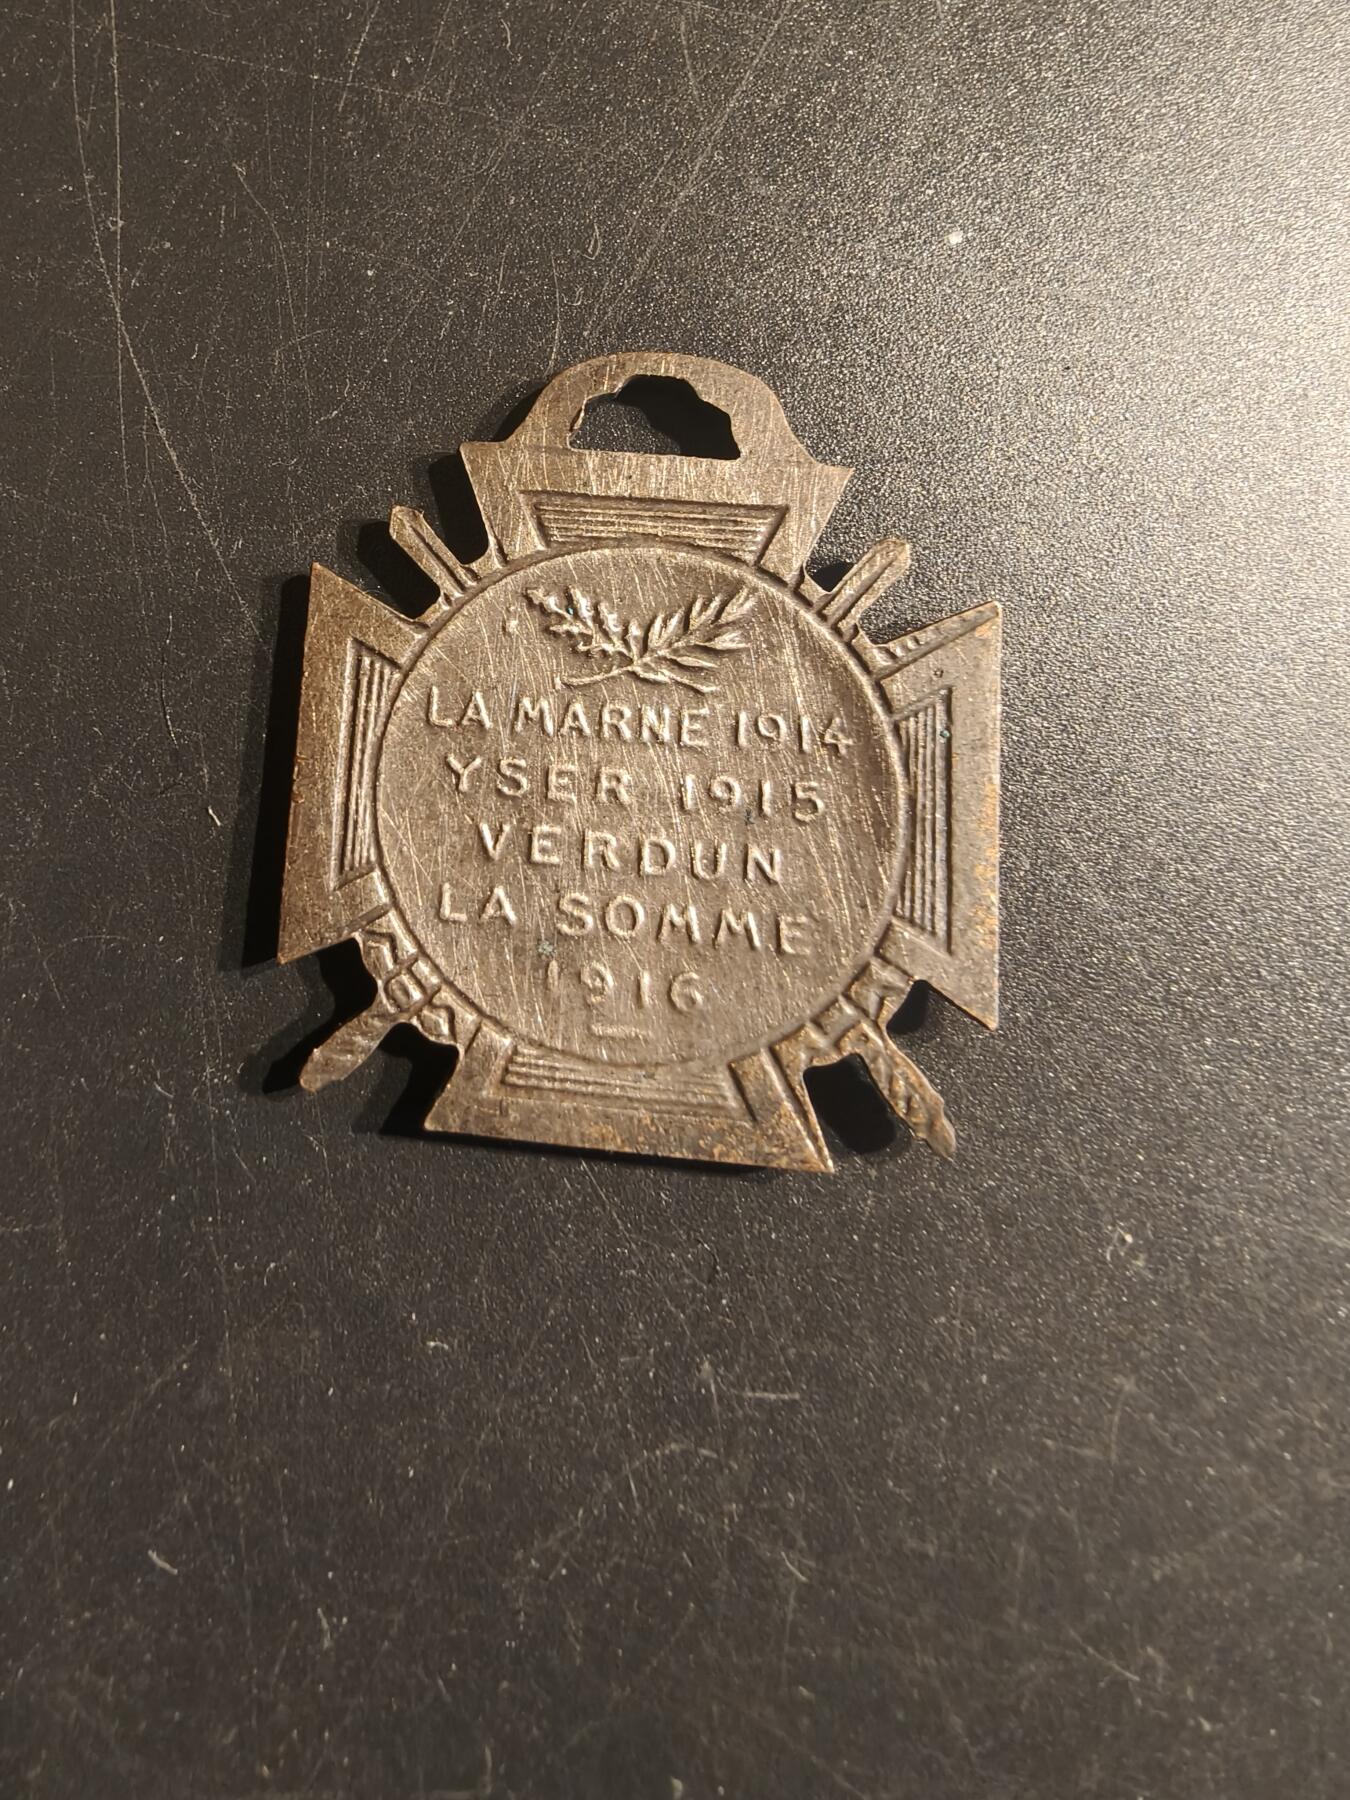 LA MARNE 1914
YSER 1915
VERDUN
LA SOMME
1916